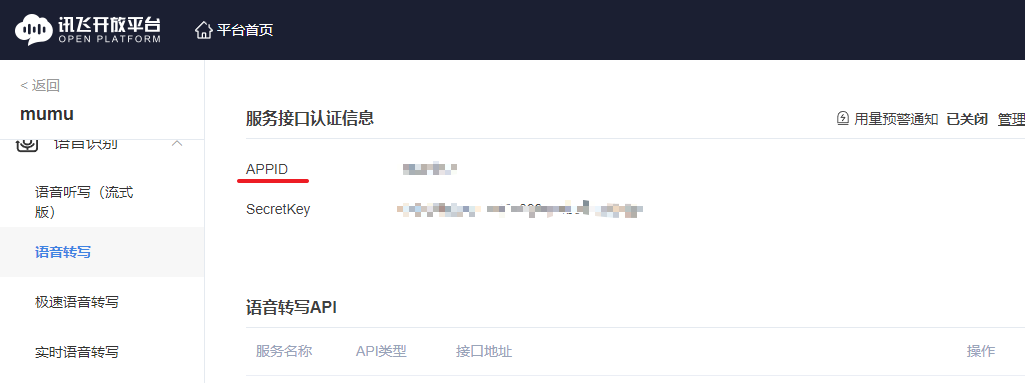 讯飞开放平台
OPEN PLATFORM
平台首页
< 返回
mumu
语音识别
语音听写（流式
版）
语音转写
极速语音转写
实时语音转写
服务接口认证信息
用量预警通知 已关闭 管理
APPID
SecretKey
语音转写API
服务名称 API类型 接口地址 操作